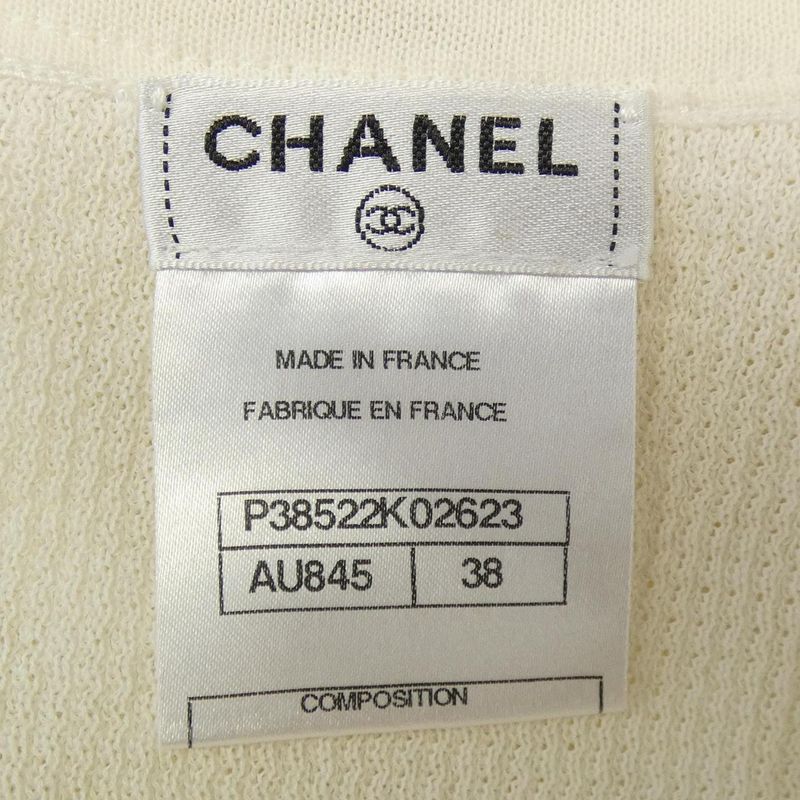 CHANEL
MADE IN FRANCE
FABRIQUE EN FRANCE
P38522K02623
AU845 38
COMPOSITION